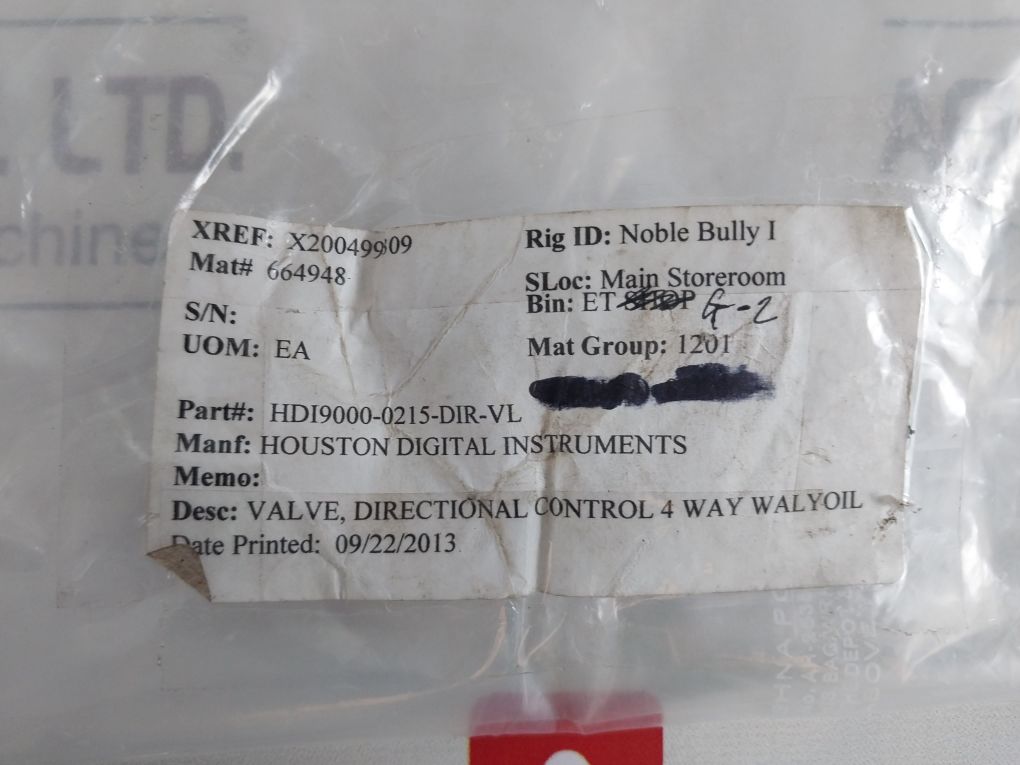 LTD.
chine
XREF: X20049909
Rig ID: Noble Bully I
Mat# 664948
SLoc: Main Storeroom
Bin: ET-SHOP G-2
S/N:
UOM: EA
Mat Group: 1201
Part#: HDI9000-0215-DIR-VL
Manf: HOUSTON DIGITAL INSTRUMENTS
Memo:
Desc: VALVE, DIRECTIONAL CONTROL 4 WAY WALYOIL
Date Printed: 09/22/2013